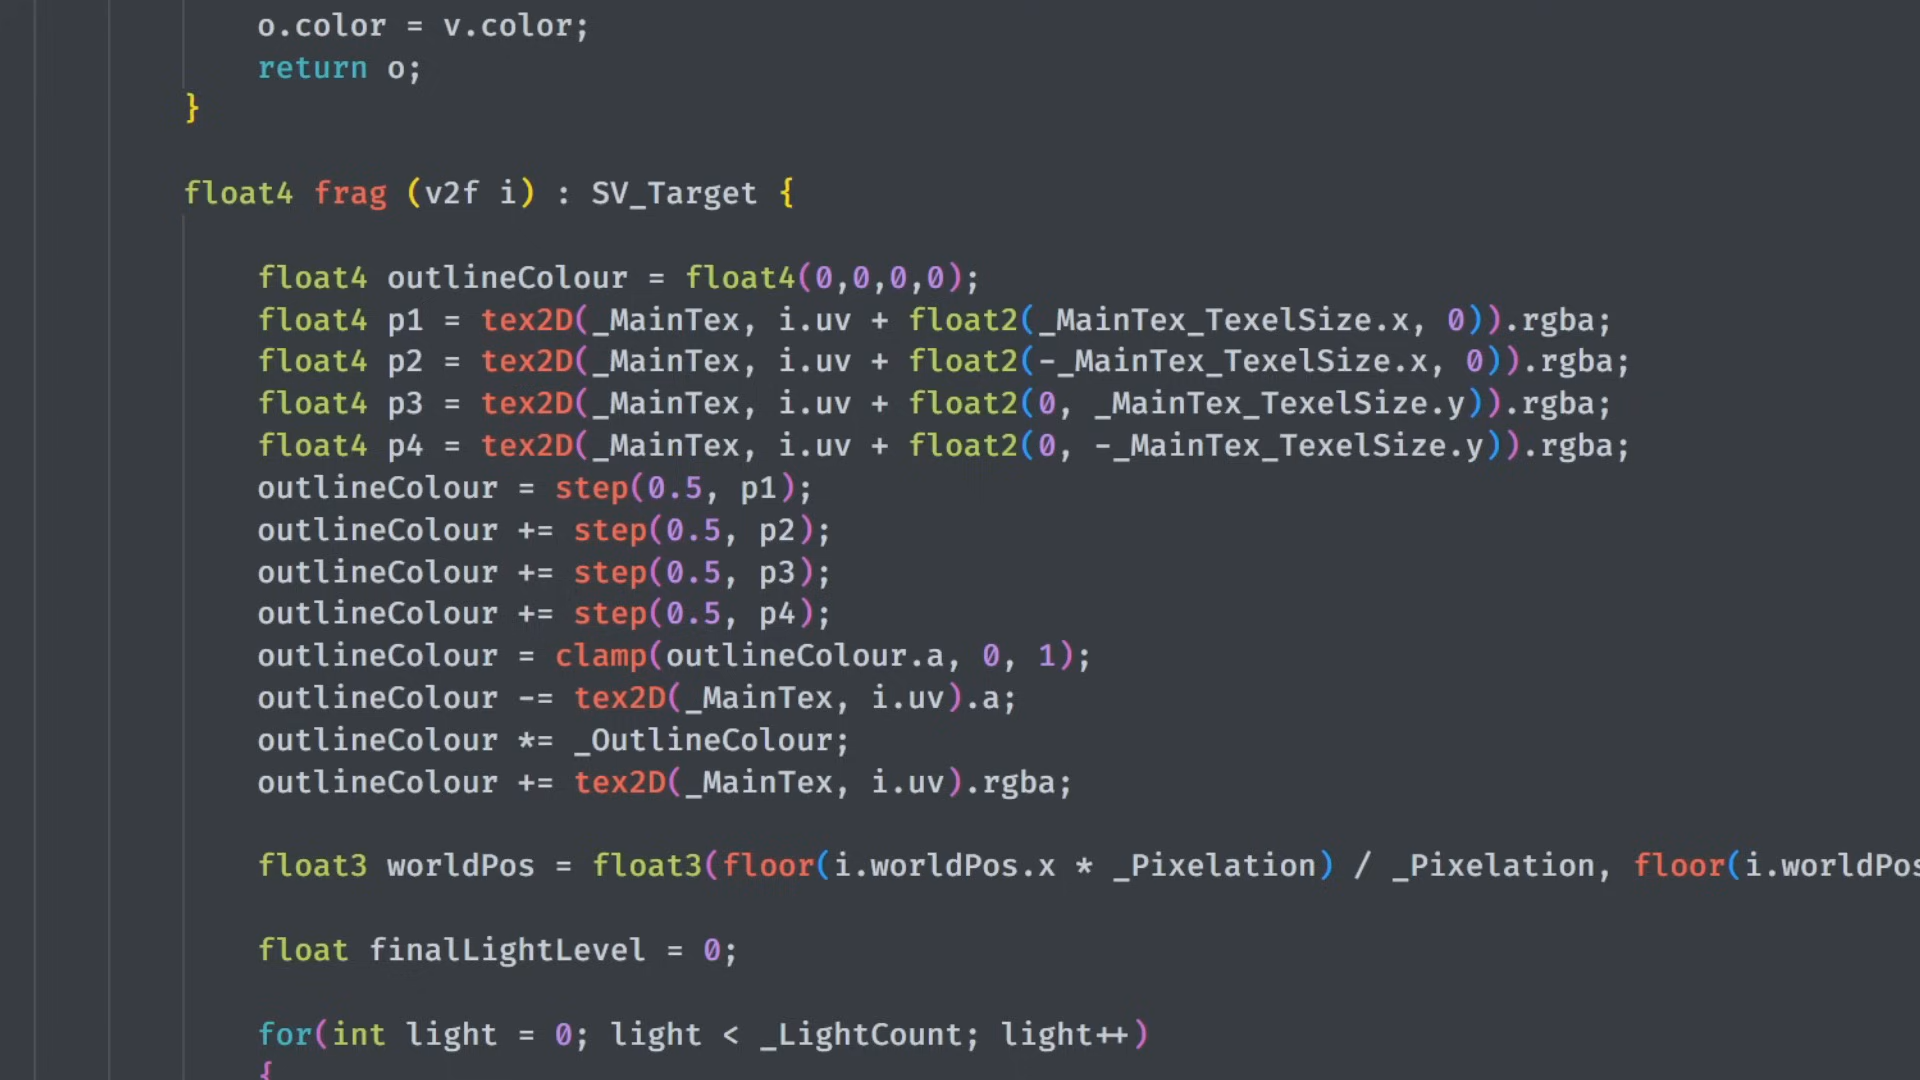 o.color = v.color;
return o;
}
float4 frag (v2f i) : SV_Target {
float4 outlineColour = float4(0,0,0,0);
float4 p1 = tex2D(_MainTex, i.uv + float2(_MainTex_TexelSize.x, 0)).rgba;
float4 p2 = tex2D(_MainTex, i.uv + float2(-_MainTex_TexelSize.x, 0)).rgba;
float4 p3 = tex2D(_MainTex, i.uv + float2(0, _MainTex_TexelSize.y)).rgba;
float4 p4 = tex2D(_MainTex, i.uv + float2(0, -_MainTex_TexelSize.y)).rgba;
outlineColour = step(0.5, p1);
outlineColour += step(0.5, p2);
outlineColour += step(0.5, p3);
outlineColour += step(0.5, p4);
outlineColour = clamp(outlineColour.a, 0, 1);
outlineColour -= tex2D(_MainTex, i.uv).a;
outlineColour *= _OutlineColour;
outlineColour += tex2D(_MainTex, i.uv).rgba;
float3 worldPos = float3(floor(i.worldPos.x * _Pixelation) / _Pixelation, floor(i.worldPos
float finalLightLevel = 0;
for(int light = 0; light < _LightCount; light++)
{